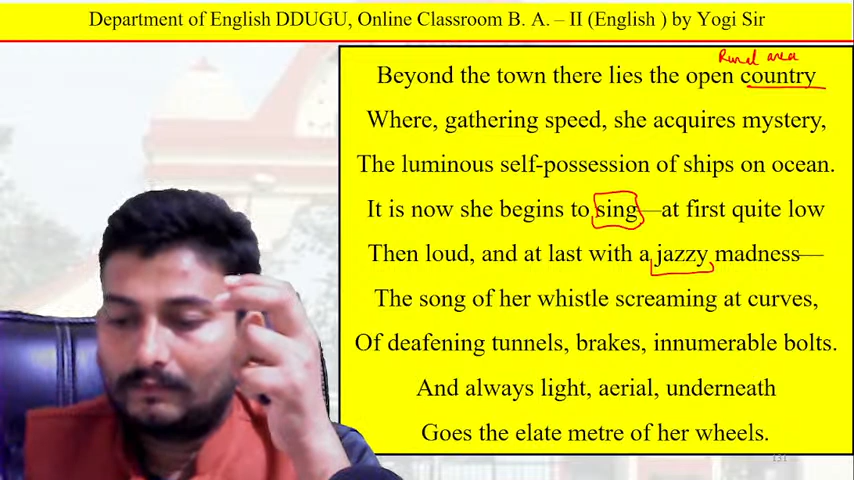 Department of English DDUGU, Online Classroom B. A. – II (English ) by Yogi Sir
Rural area
Beyond the town there lies the open country
Where, gathering speed, she acquires mystery,
The luminous self-possession of ships on ocean.
It is now she begins to sing—at first quite low
Then loud, and at last with a jazzy madness—
The song of her whistle screaming at curves,
Of deafening tunnels, brakes, innumerable bolts.
And always light, aerial, underneath
Goes the elate metre of her wheels.
131